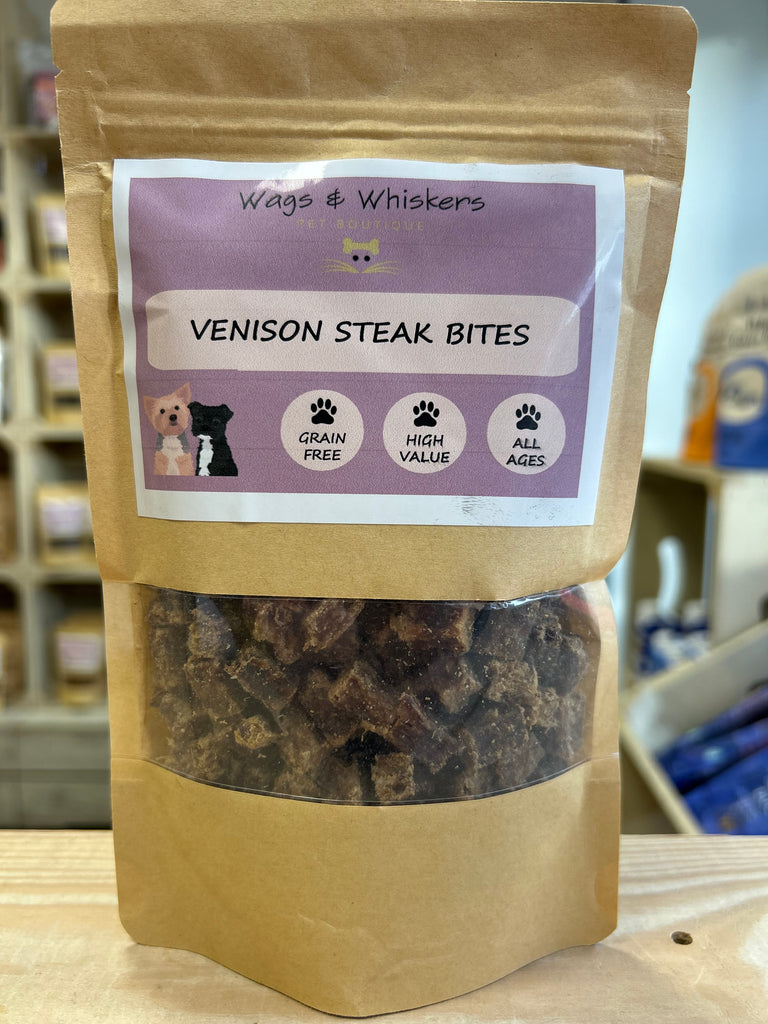 Wags & Whiskers
PET BOUTIQUE
VENISON STEAK BITES
GRAIN
FREE
HIGH
VALUE
ALL
AGES